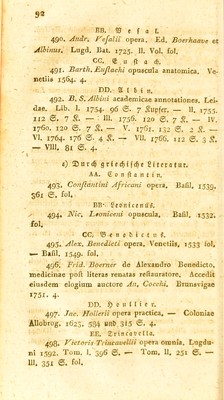 92
BB. Vesal.
490. Andr. Vesalii opera. Ed. Boerhaave et
Albinus. Lugd. Bat. 1725. II. Vol. fol.
CC. Eustach.
491. Barth. Eustachi opuscula anatomica. Ve-
netiis 1564. 4.
DD. Albin.
492. B. S. Albini academicae annotationes. Lei-
dae. Lib. I. 1754. 96 S. 7 Kupfer. — II. 1755.
112 S. 7 K. — III. 1756. 120 S. 7 K. — IV.
1760. 120 S. 7 K. — V. 1761. 132 S. 2 K. —
VI. 1764. 176 S. 4 K. — VII. 1766. 112 S. 3 K.
— VIII. 81 S. 4.
a) Durch griechische Literatur.
AA. Constantin.
493. Constantini Africani opera, Basil. 1539.
361 S. fol.
BB. Leonicenus.
494. Nic. Leoniceni opuscula. Basil. 1532.
fol.
CC. Benedictus.
495. Alex. Benedicti opera. Venetiis, 1533 fol.
— Basil. 1549. fol.
496. Frid. Boerner de Alexandro Benedicto,
medicinae post literas renatas restauratore. Accedit
eiusdem elogium auctore An. Cocchi. Brunavigae
1751. 4.
DD. Houllier.
497. Jac. Hollerii opera practica, — Coloniae
Allobrog. 1623. 584 und 315 S. 4.
EE. Trincavella.
498. Victoris Trincavellii opera omnia, Lugdu-
ni 1592. Tom. I. 396 S. — Tom. II, 251 S. —
III, 351 S. fol.